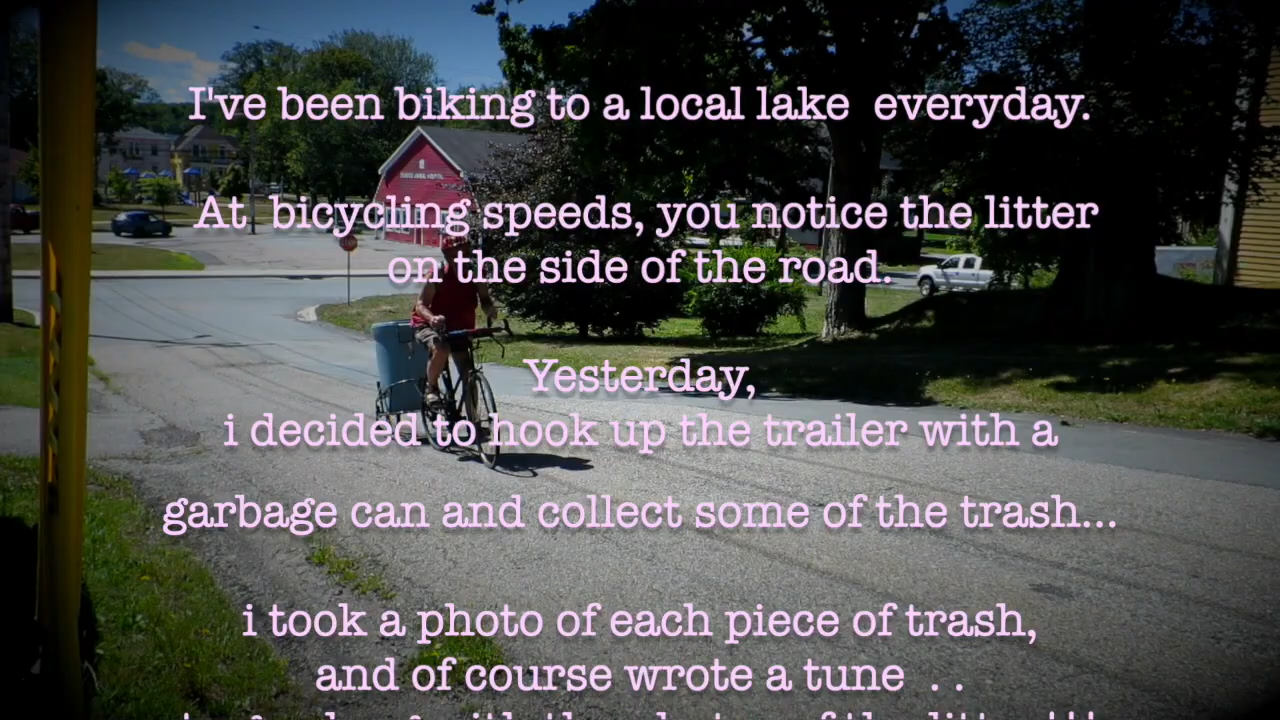 I've been biking to a local lake everyday.
At bicycling speeds, you notice the litter
on the side of the road.
Yesterday,
i decided to hook up the trailer with a
garbage can and collect some of the trash...
i took a photo of each piece of trash,
and of course wrote a tune . .